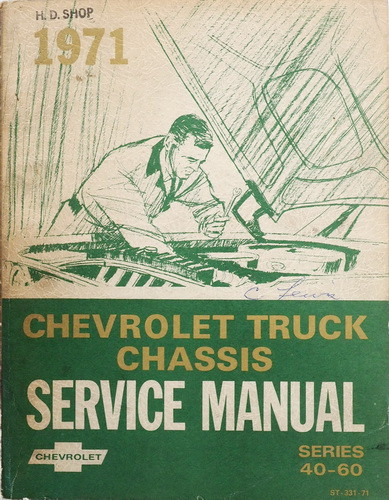 H. D. SHOP
1971
CHEVROLET TRUCK
CHASSIS
SERVICE MANUAL
CHEVROLET
SERIES
40-60
ST-331-71